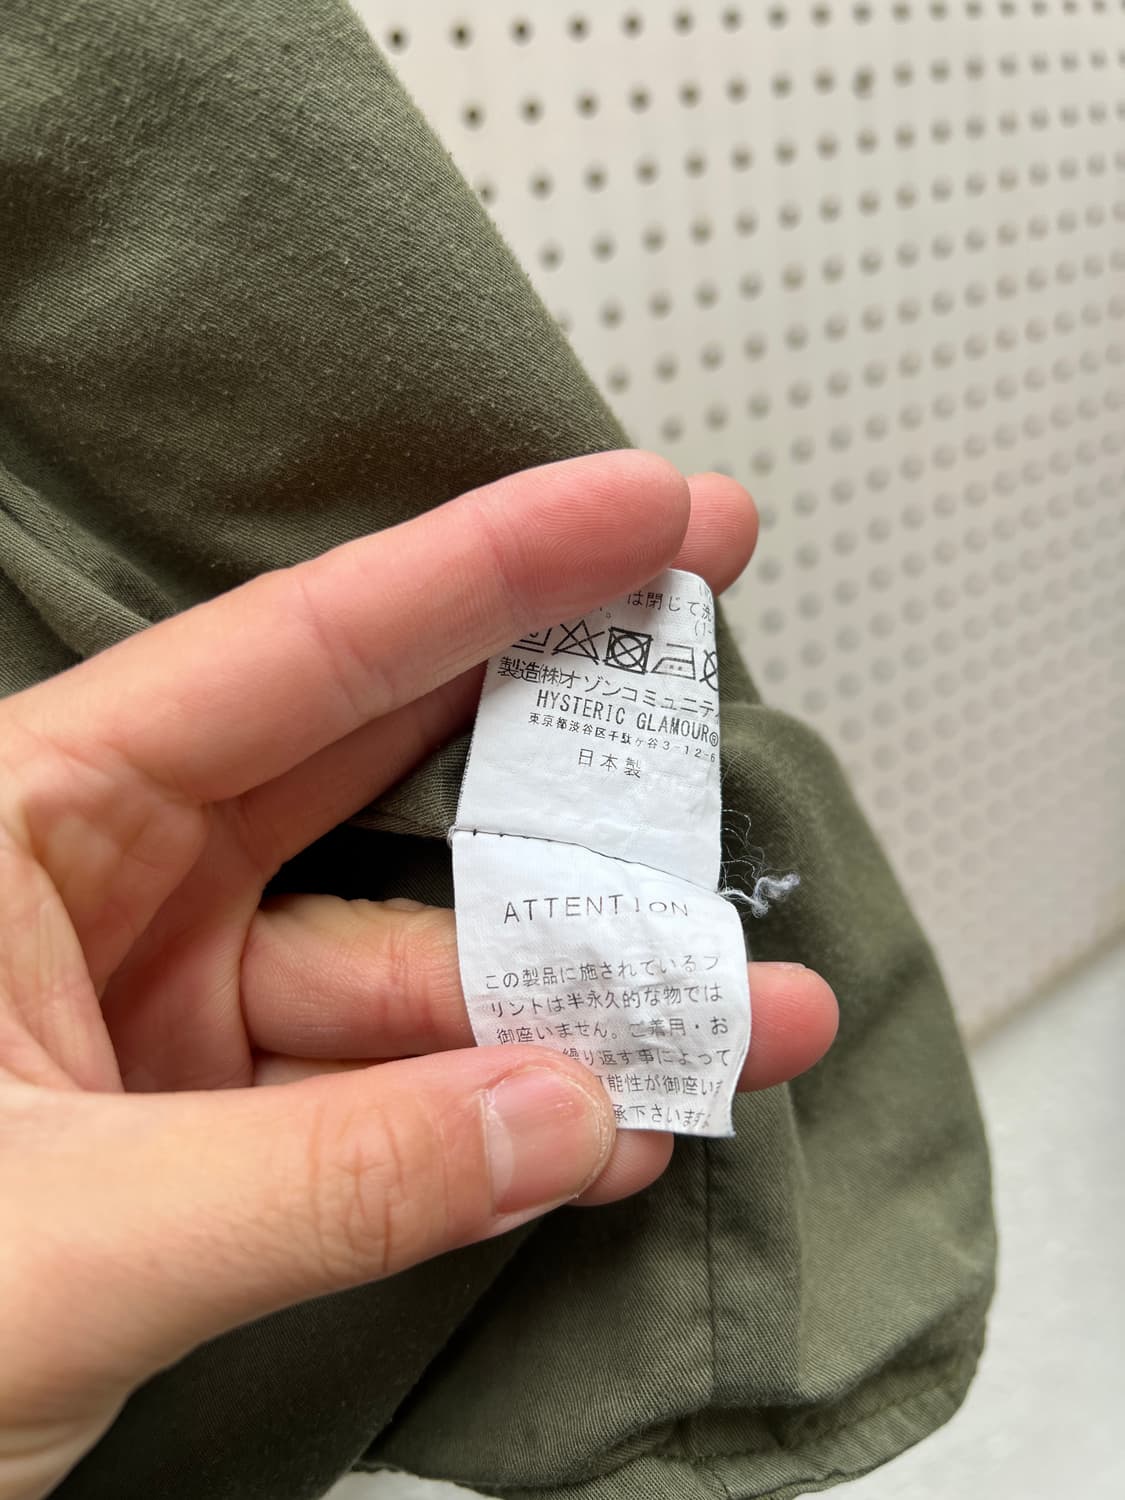 は閉じて洗
製造(株)オゾンコミュニティ
HYSTERIC GLAMOUR®
東京都渋谷区千駄ヶ谷3-12-6
日本製
ATTENTION
この製品に施されているプ
リントは半永久的な物では
御座いません。ご着用・お
繰り返す事によって
能性が御座いま
承下さいませ